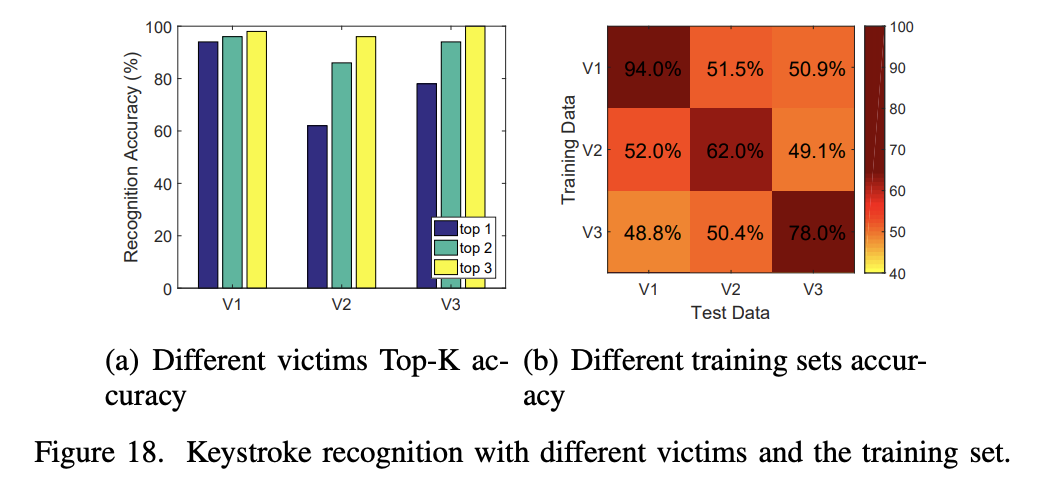 100
80
60
40
20
0
Recognition Accuracy (%)
V1
V2
V3
top 1
top 2
top 3
Training Data
V1
94.0%
51.5%
50.9%
V2
52.0%
62.0%
49.1%
V3
48.8%
50.4%
78.0%
V1
V2
V3
Test Data
100
90
80
70
60
50
40
(a) Different victims Top-K ac-
curacy
(b) Different training sets accur-
acy
Figure 18. Keystroke recognition with different victims and the training set.